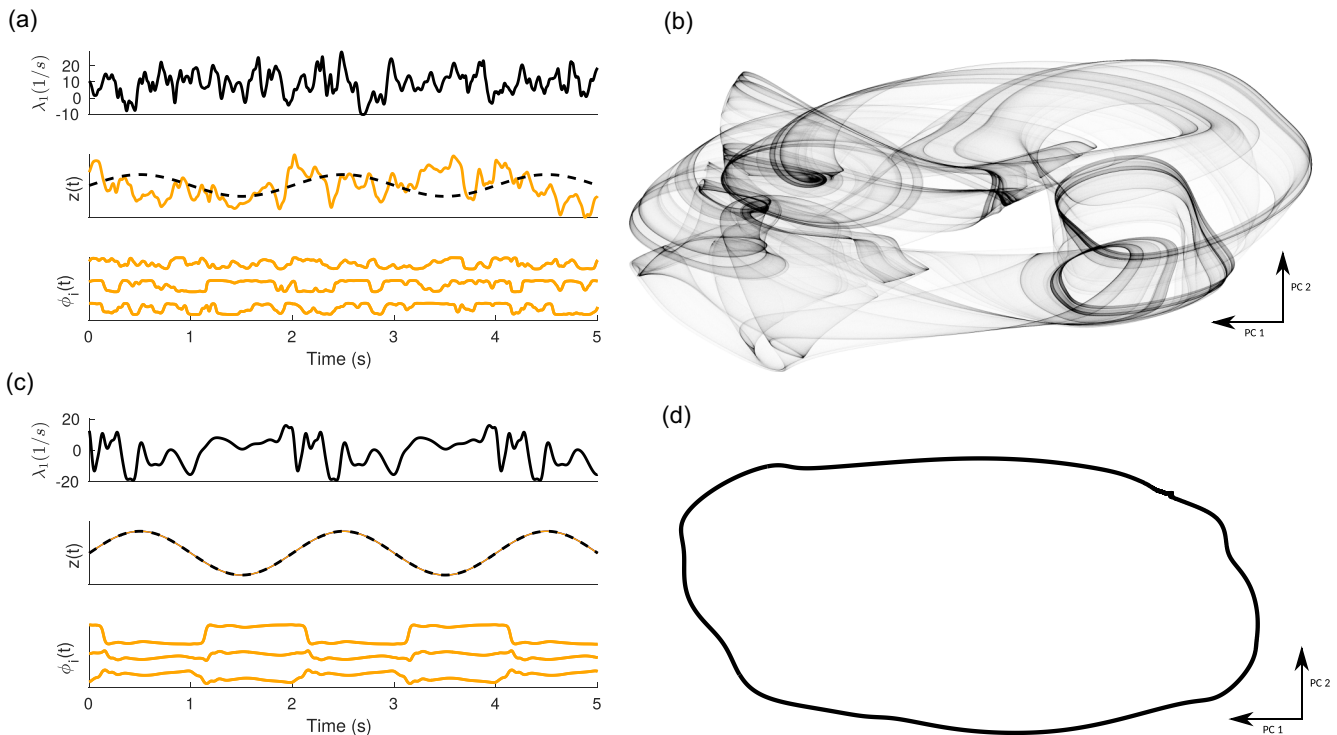 (a)
λ₁(1/s)
20
10
0
-10
z(t)
ϕᵢ(t)
0 1 2 3 4 5
Time (s)
(b)
PC 2
PC 1
(c)
λ₁(1/s)
20
0
-20
z(t)
ϕᵢ(t)
0 1 2 3 4 5
Time (s)
(d)
PC 2
PC 1